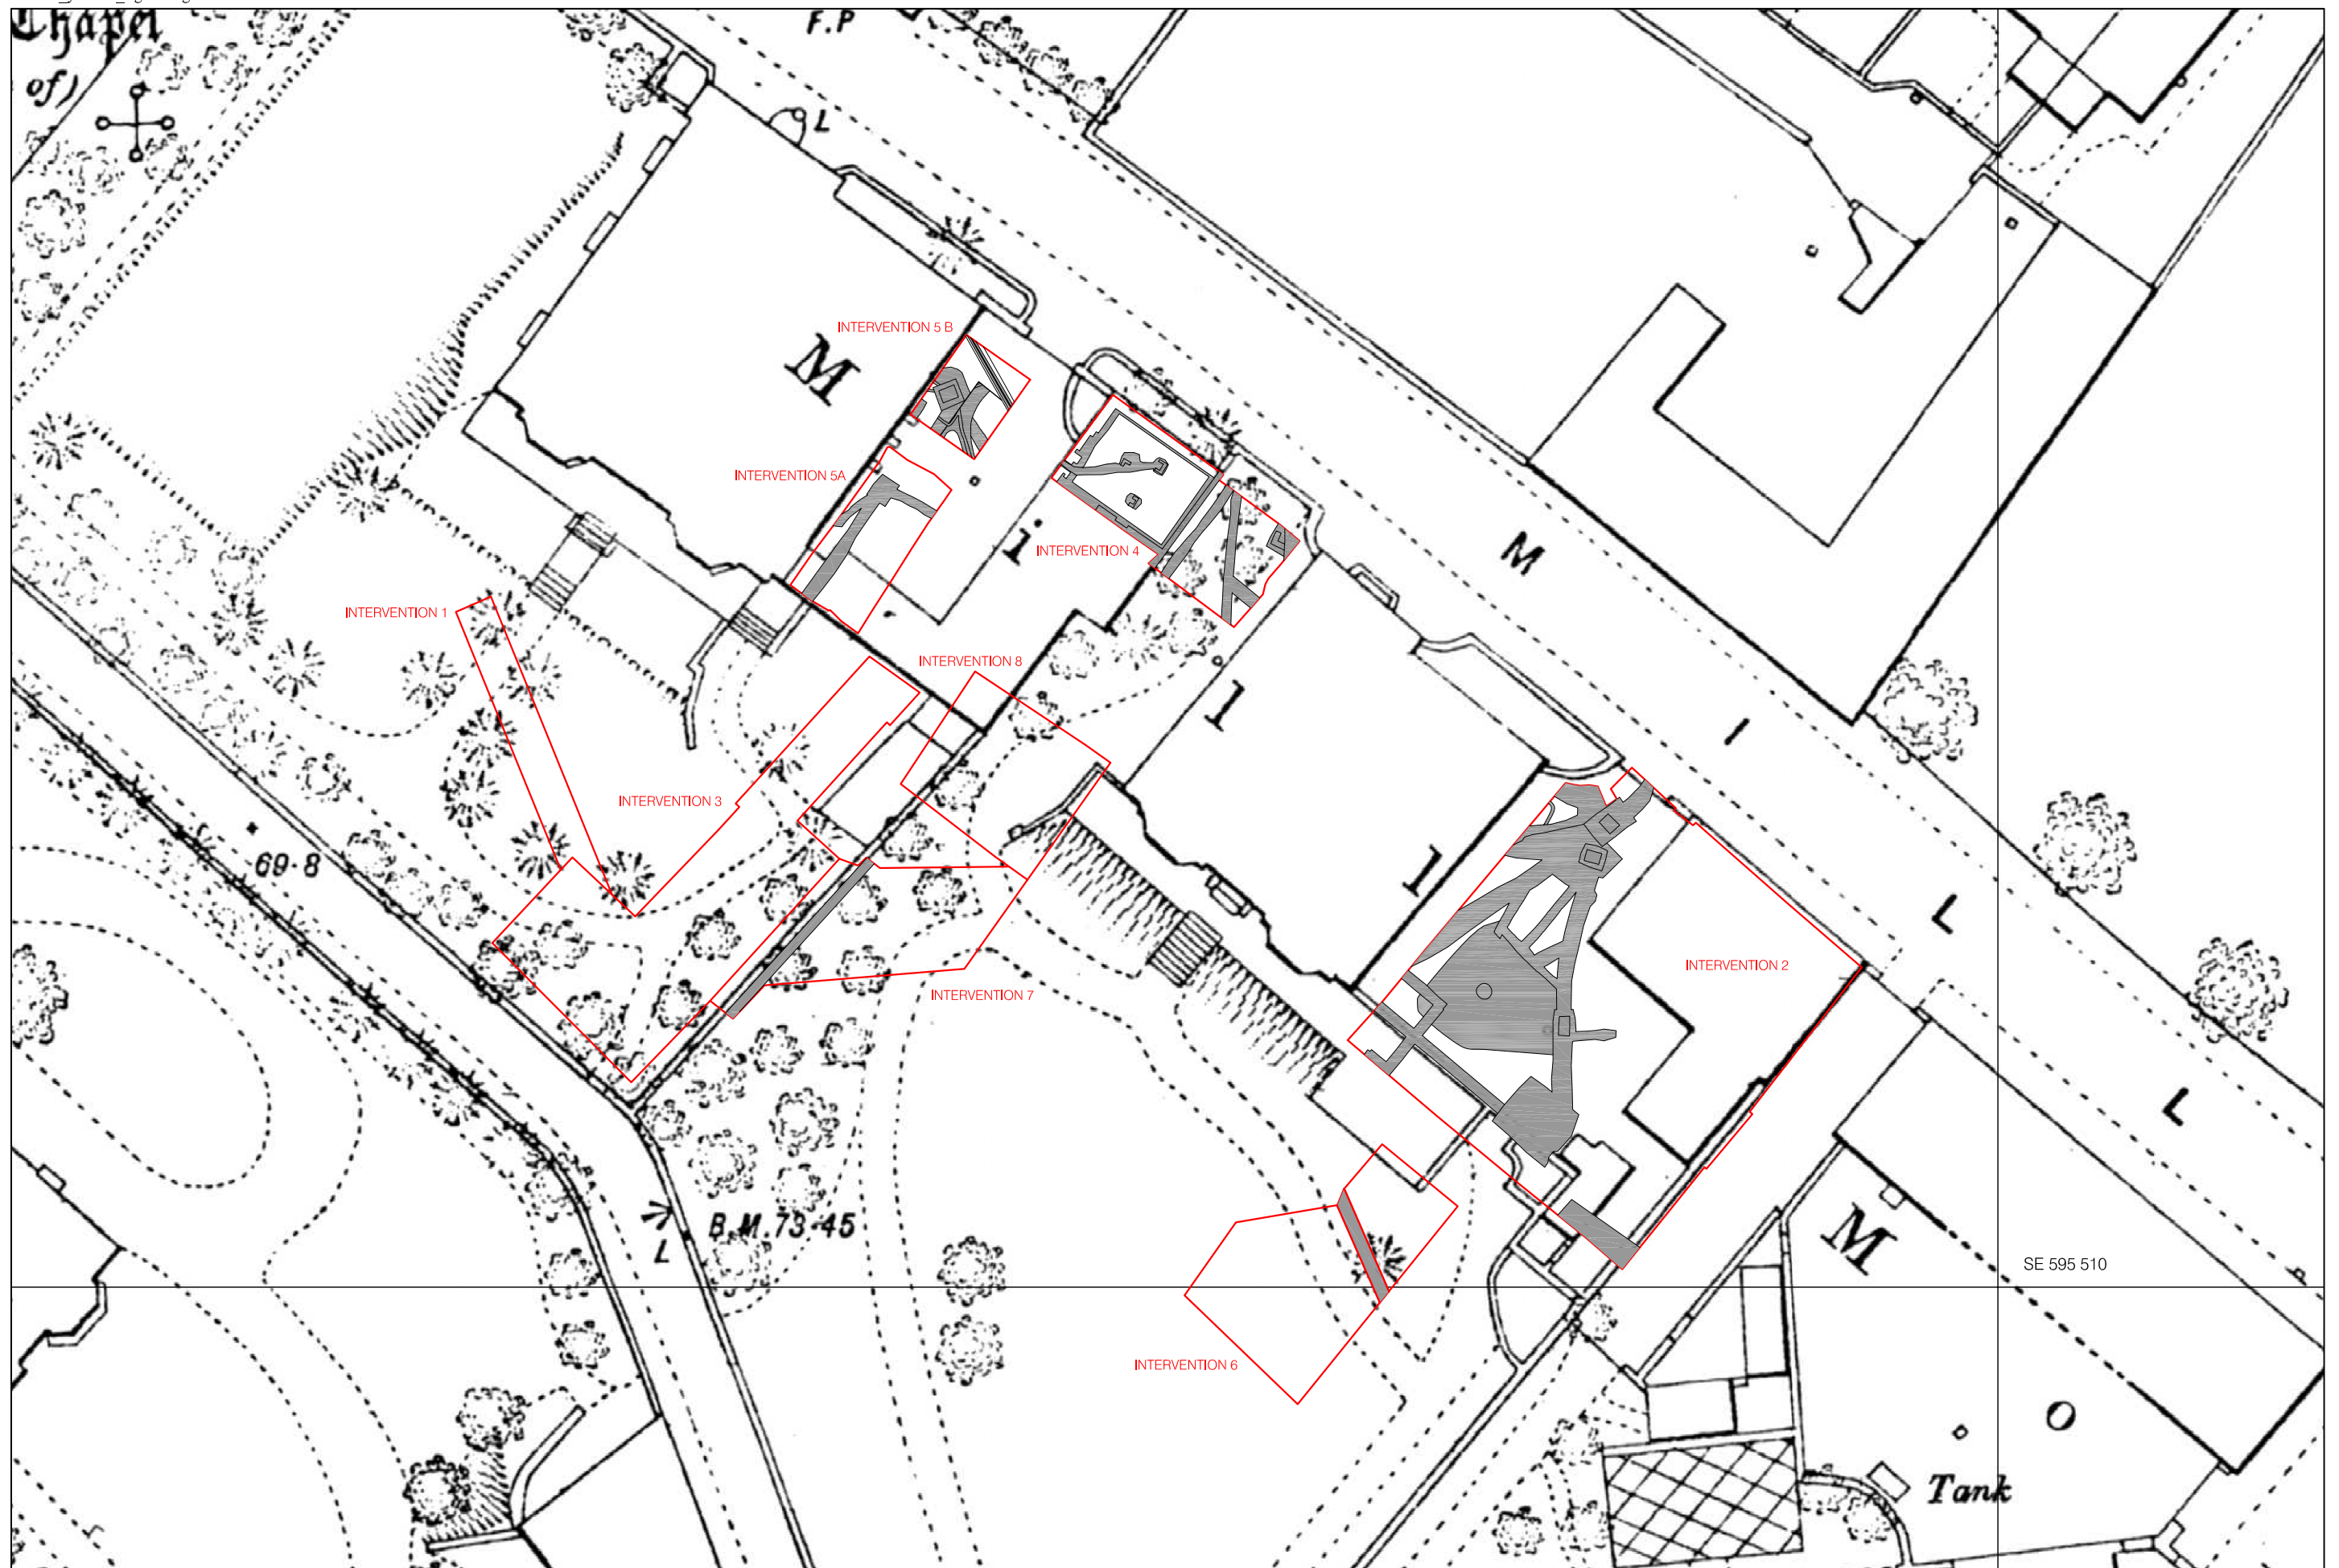 Chapel
of)
F.P
L
INTERVENTION 5 B
M
INTERVENTION 5A
i
INTERVENTION 4
M
INTERVENTION 1
INTERVENTION 8
l
I
INTERVENTION 3
69·8
l
L
INTERVENTION 2
INTERVENTION 7
L
B.M. 73·45
L
M
SE 595 510
INTERVENTION 6
O
Tank